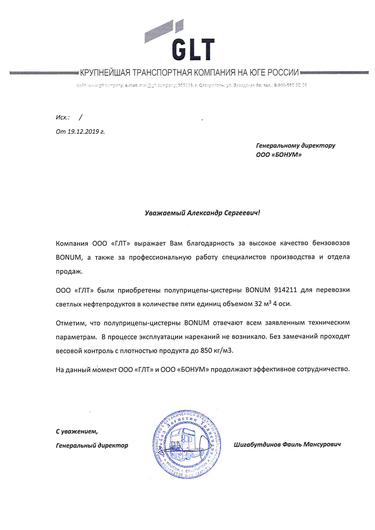 GLT
КРУПНЕЙШАЯ ТРАНСПОРТНАЯ КОМПАНИЯ НА ЮГЕ РОССИИ
Исх.: /
От 19.12.2019 г.
Генеральному директору
ООО «БОНУМ»
Уважаемый Александр Сергеевич!
Компания ООО «ГЛТ» выражает Вам благодарность за высокое качество бензовозов
BONUM, а также за профессиональную работу специалистов производства и отдела
продаж.
ООО «ГЛТ» были приобретены полуприцепы-цистерны BONUM 914211 для перевозки
светлых нефтепродуктов в количестве пяти единиц объемом 32 м³ 4 оси.
Отметим, что полуприцепы-цистерны BONUM отвечают всем заявленным техническим
параметрам. В процессе эксплуатации нареканий не возникало. Без замечаний проходят
весовой контроль с плотностью продукта до 850 кг/м3.
На данный момент ООО «ГЛТ» и ООО «БОНУМ» продолжают эффективное сотрудничество.
С уважением,
Генеральный директор
Шигабутдинов Фаиль Мансурович